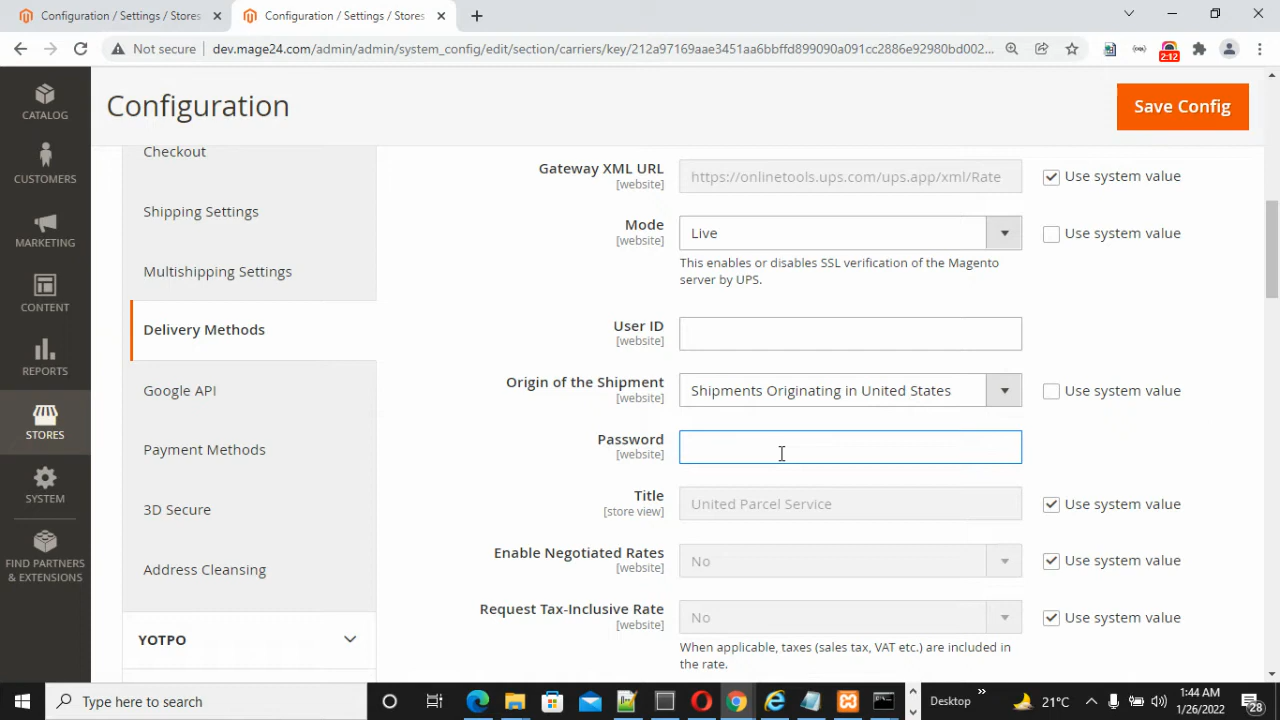 Configuration / Settings / Stores
Configuration / Settings / Stores
Not secure
dev.mage24.com/admin/admin/system_config/edit/section/carriers/key/212a97169aae3451aa6bbffd899090a091cc2886e92980bd002...
2:12
CATALOG
CUSTOMERS
MARKETING
CONTENT
REPORTS
STORES
SYSTEM
FIND PARTNERS
& EXTENSIONS
Configuration
Save Config
Checkout
Shipping Settings
Multishipping Settings
Delivery Methods
Google API
Payment Methods
3D Secure
Address Cleansing
YOTPO
Gateway XML URL
[website]
https://onlinetools.ups.com/ups.app/xml/Rate
Use system value
Mode
[website]
Live
Use system value
This enables or disables SSL verification of the Magento
server by UPS.
User ID
[website]
Origin of the Shipment
[website]
Shipments Originating in United States
Use system value
Password
[website]
Title
[store view]
United Parcel Service
Use system value
Enable Negotiated Rates
[website]
No
Use system value
Request Tax-Inclusive Rate
[website]
No
Use system value
When applicable, taxes (sales tax, VAT etc.) are included in
the rate.
Type here to search
Desktop
21°C
1:44 AM
1/26/2022
28